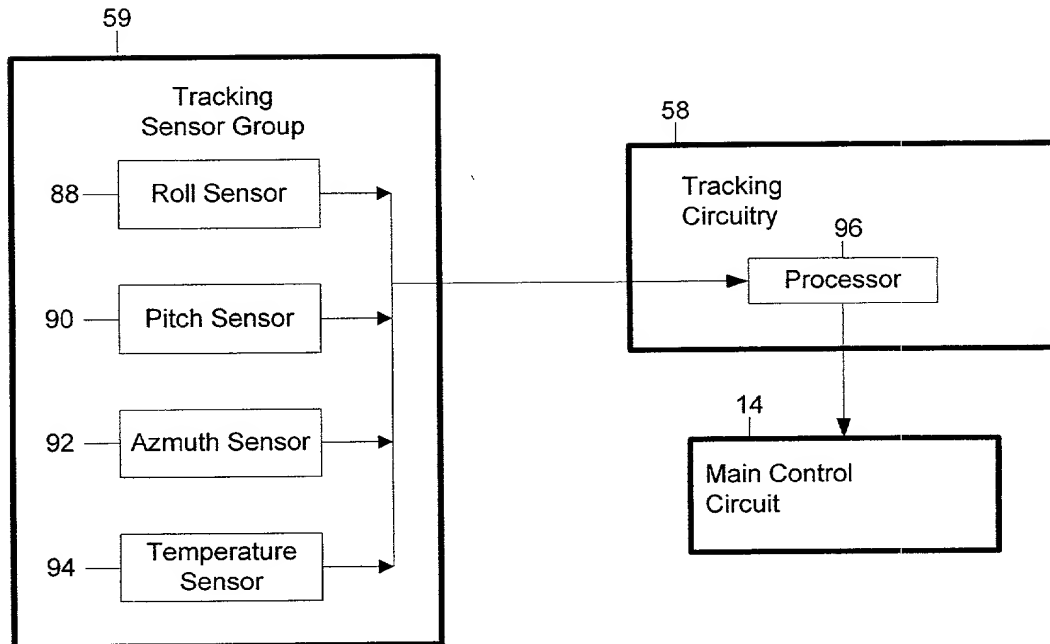 59
Tracking
Sensor Group
88
Roll Sensor
90
Pitch Sensor
92
Azmuth Sensor
94
Temperature
Sensor
58
Tracking
Circuitry
96
Processor
14
Main Control
Circuit